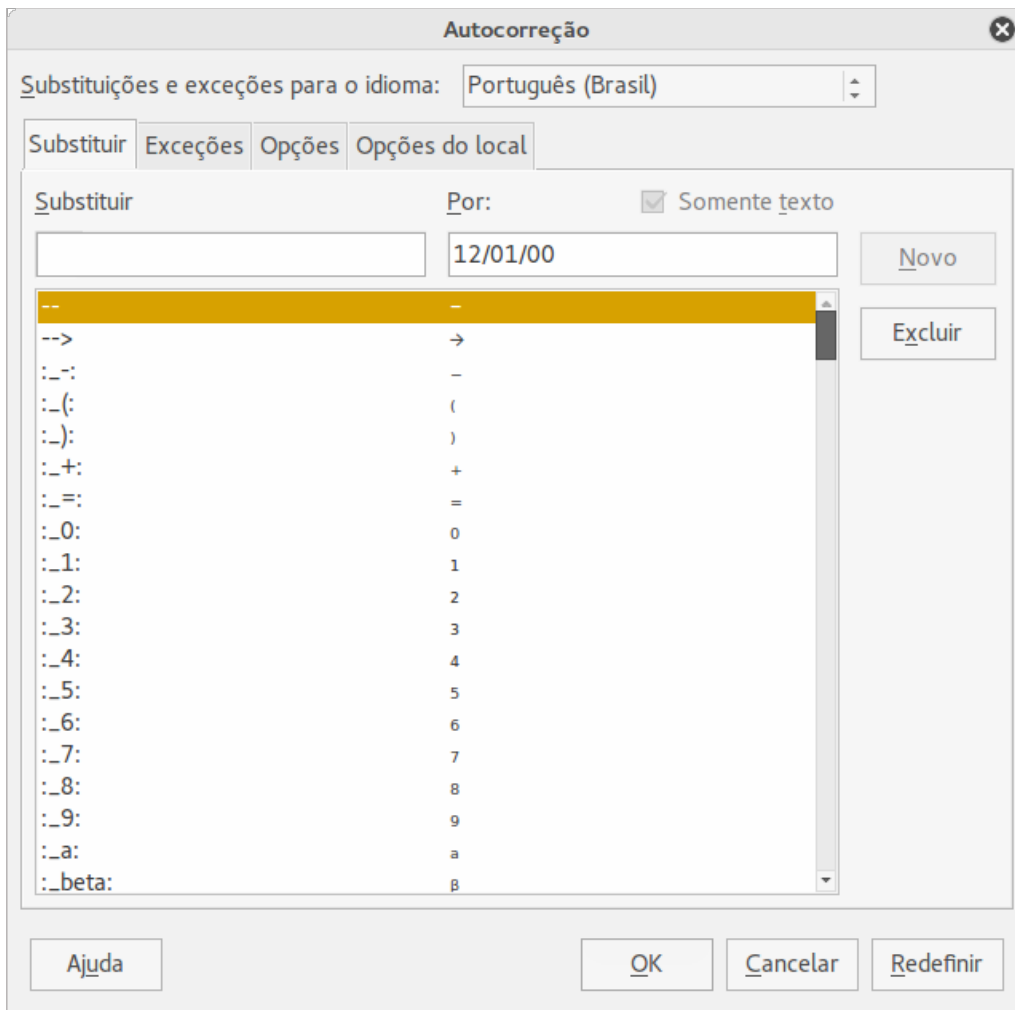 Autocorreção
Substituições e exceções para o idioma: Português (Brasil)
Substituir Exceções Opções Opções do local
Substituir Por: Somente texto
12/01/00 Novo
-- –
--> → Excluir
:_-: ₋
:_(: ₍
:_): ₎
:_+: ₊
:_=: ₌
:_0: ₀
:_1: ₁
:_2: ₂
:_3: ₃
:_4: ₄
:_5: ₅
:_6: ₆
:_7: ₇
:_8: ₈
:_9: ₉
:_a: ₐ
:_beta: ᵦ
Ajuda OK Cancelar Redefinir